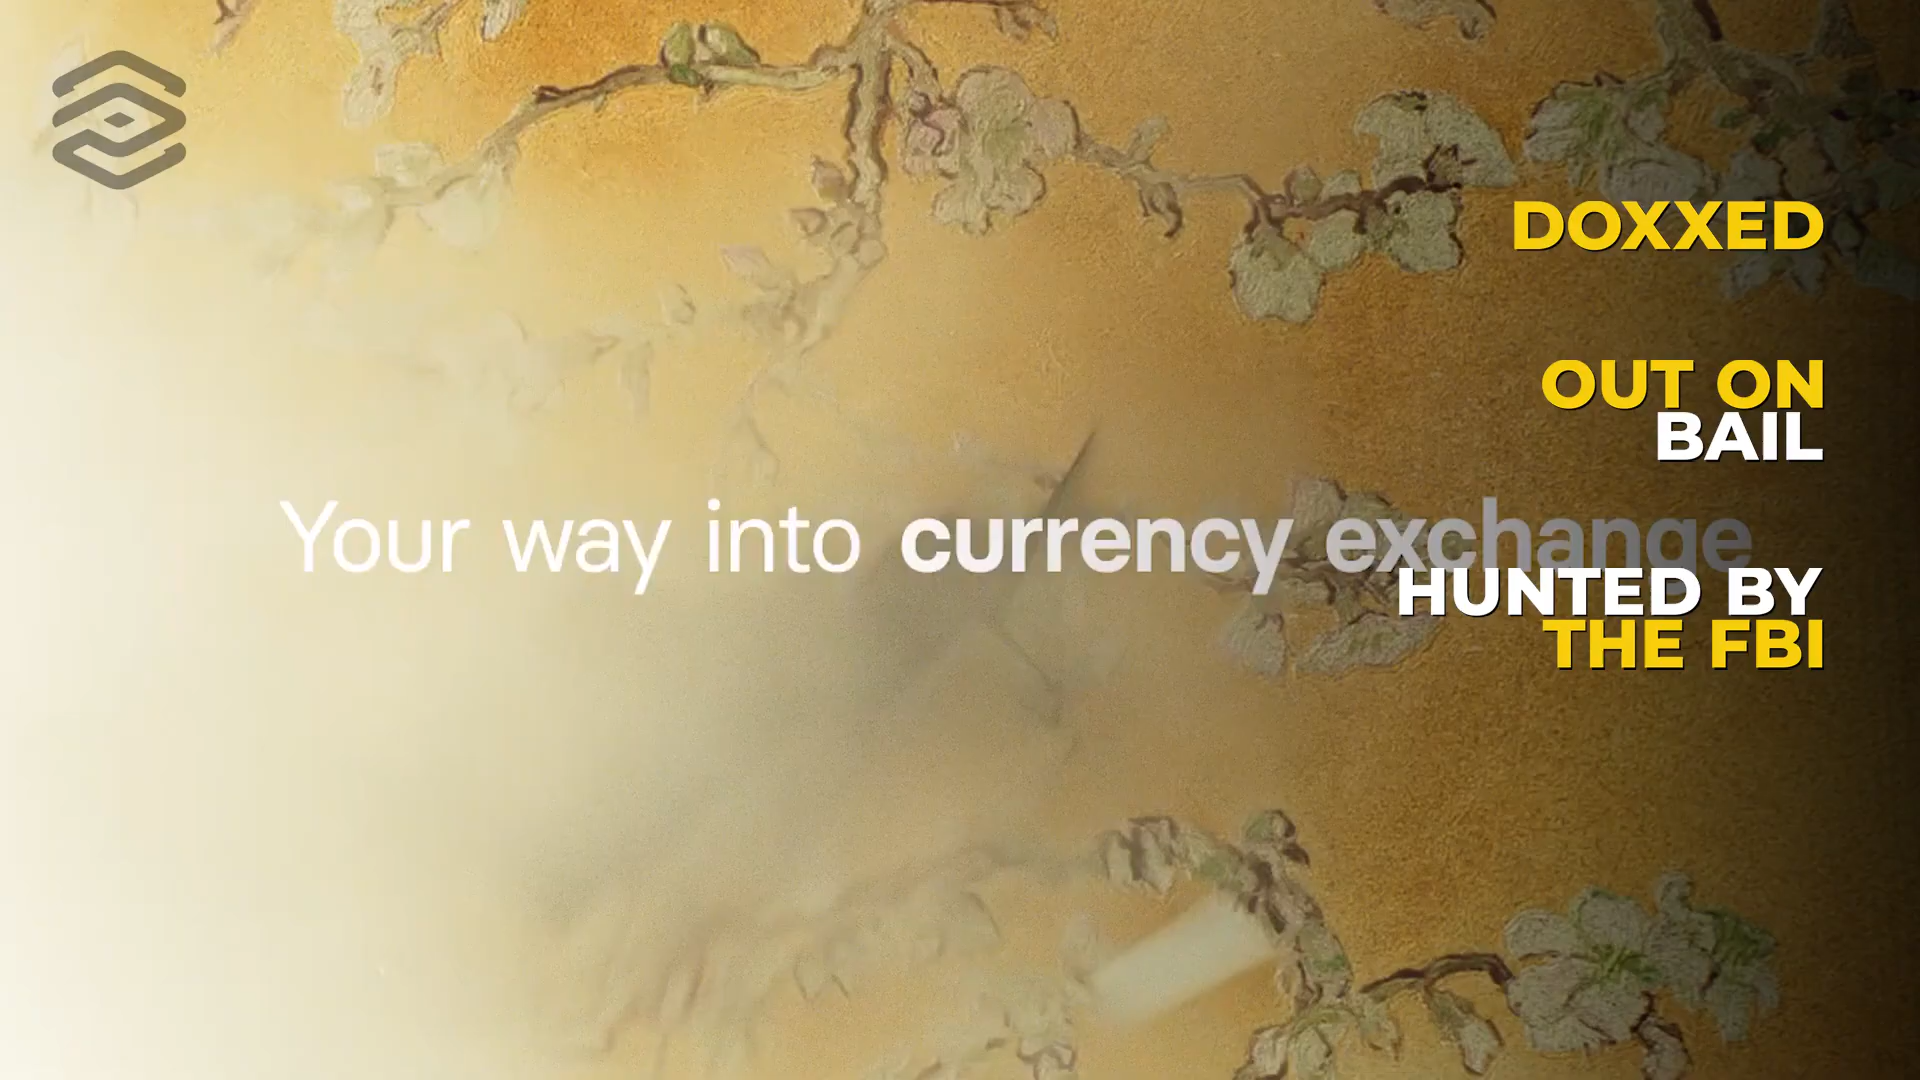 DOXXED
OUT ON
BAIL
Your way into currency exchange
HUNTED BY
THE FBI